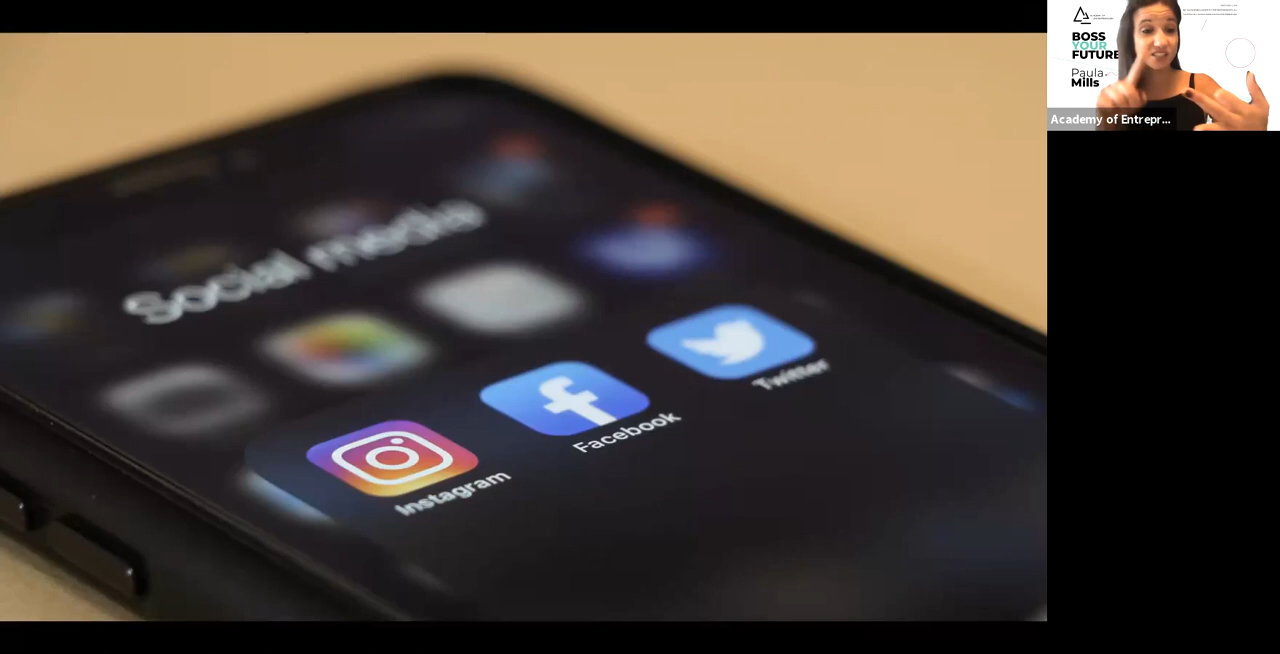 Social media
Instagram
Facebook
Twitter
BOSS
YOUR
FUTURE
Paula
Mills
Academy of Entrepr...